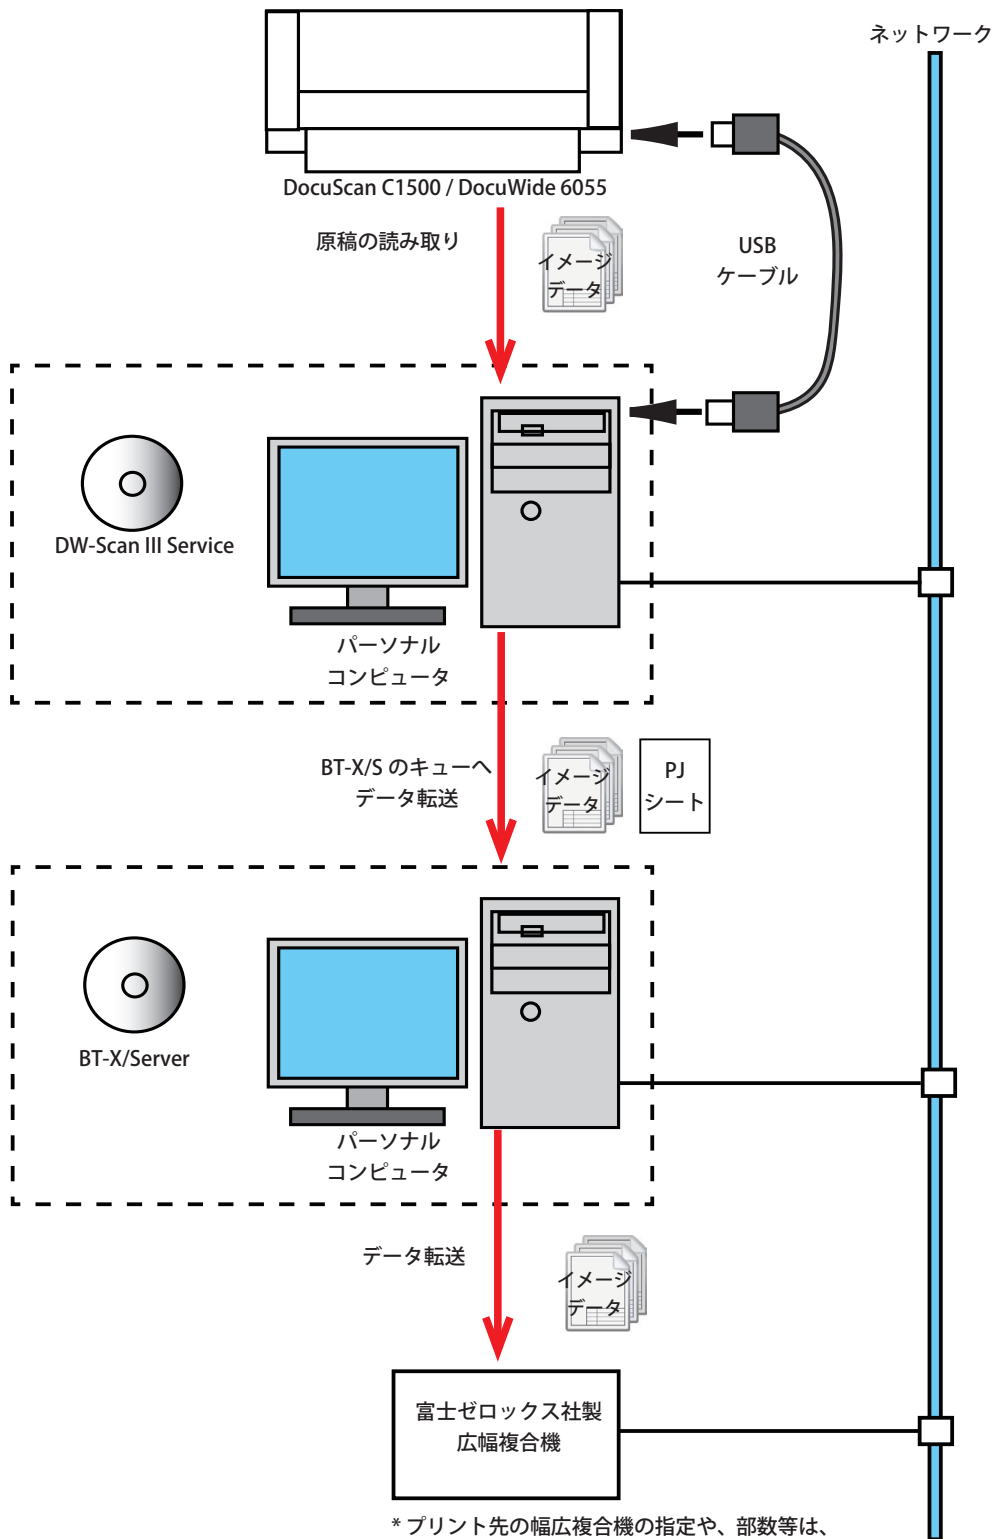 ネットワーク
DocuScan C1500 / DocuWide 6055
原稿の読み取り
イメージ
データ
USB
ケーブル
DW-Scan III Service
パーソナル
コンピュータ
BT-X/S のキューへ
データ転送
イメージ
データ
PJ
シート
BT-X/Server
パーソナル
コンピュータ
データ転送
イメージ
データ
富士ゼロックス社製
広幅複合機
* プリント先の幅広複合機の指定や、部数等は、